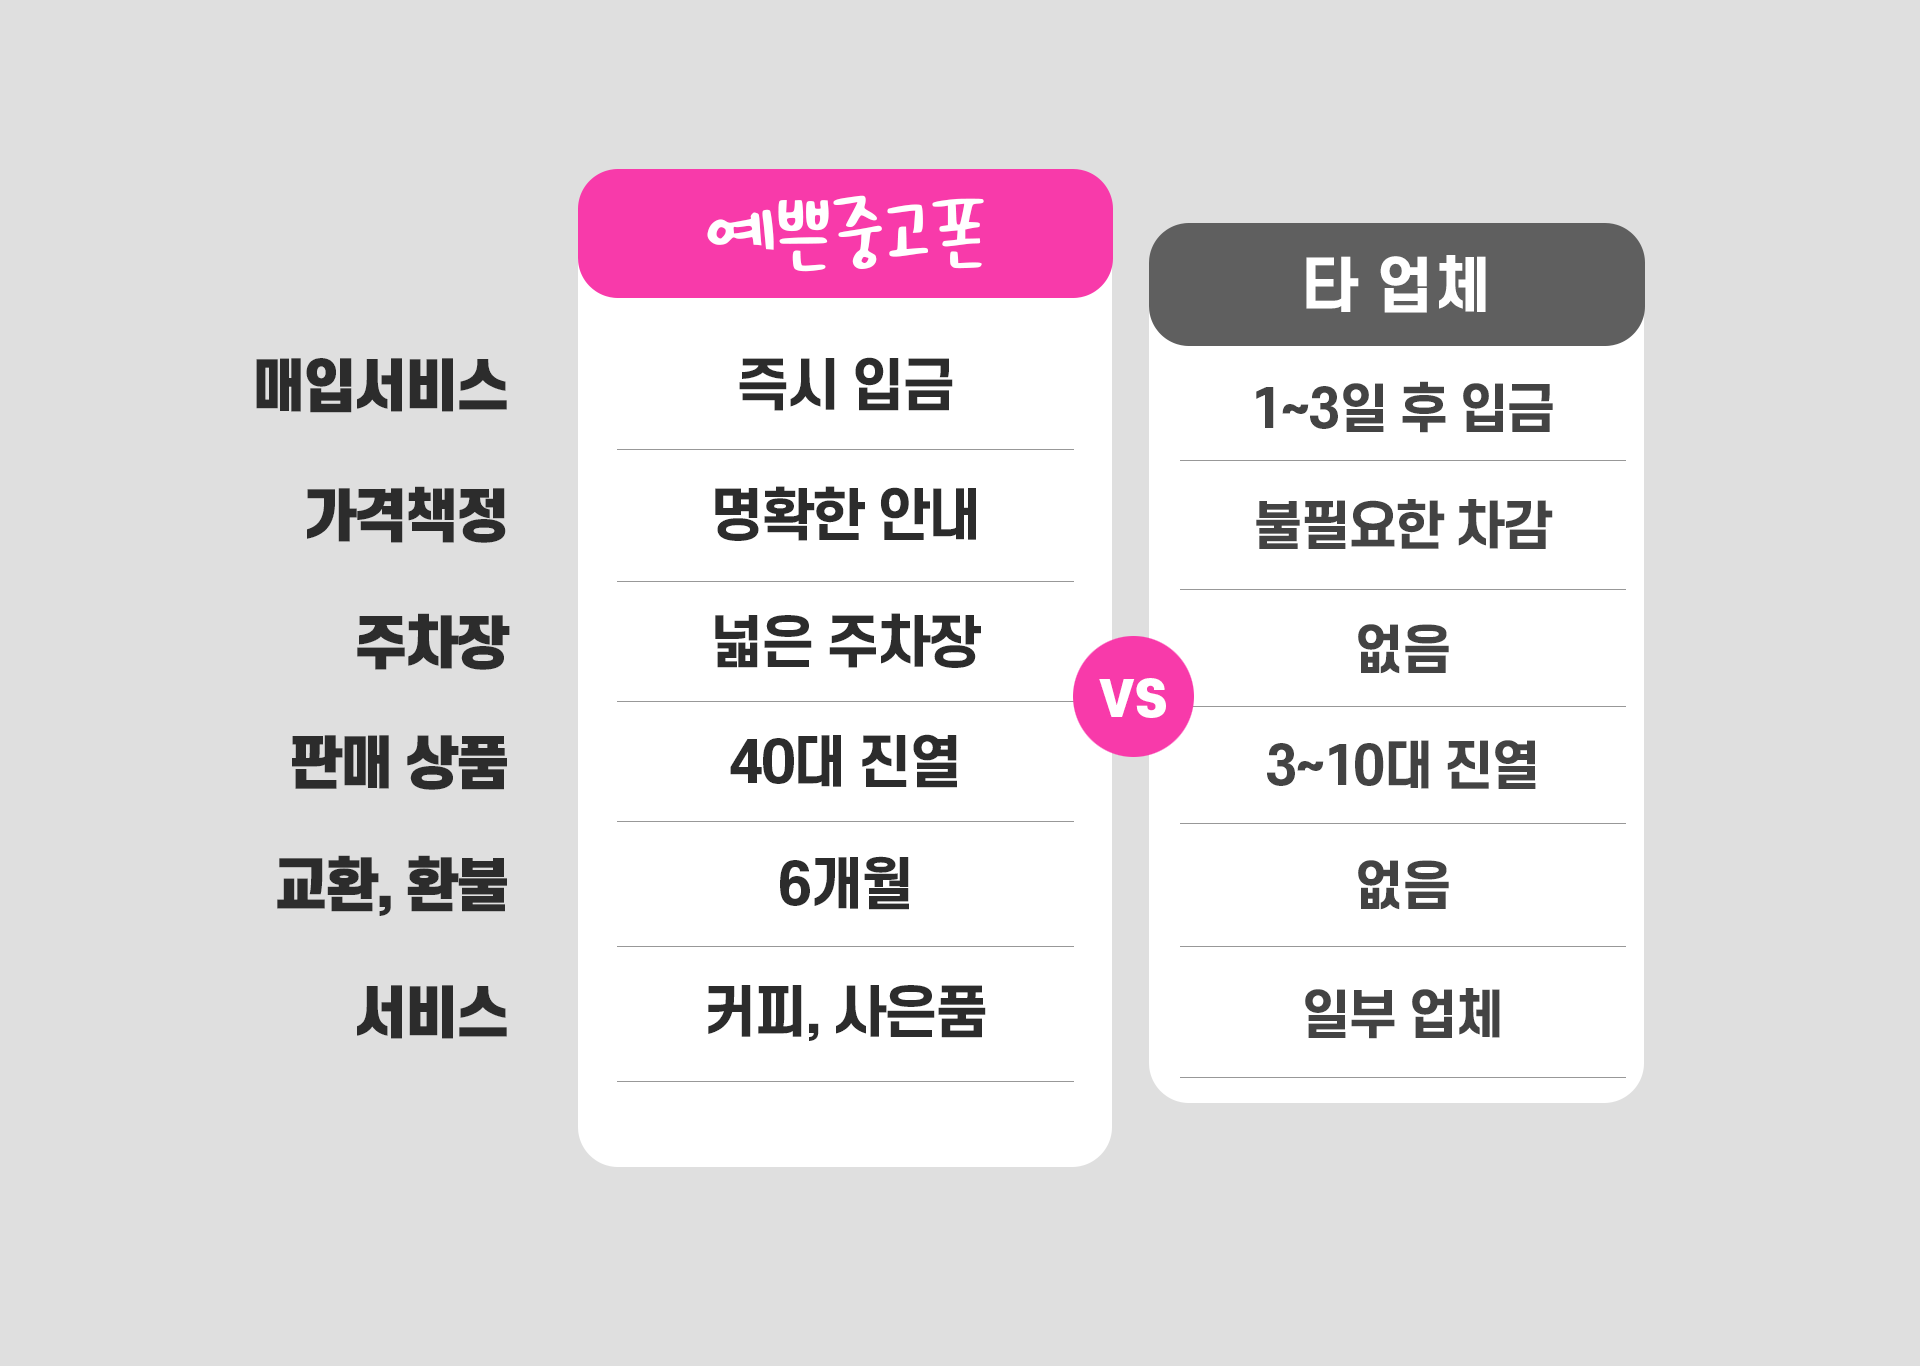 예쁜중고폰
타 업체
매입서비스 즉시 입금 1~3일 후 입금
가격책정 명확한 안내 불필요한 차감
주차장 넓은 주차장 없음
VS
판매 상품 40대 진열 3~10대 진열
교환, 환불 6개월 없음
서비스 커피, 사은품 일부 업체